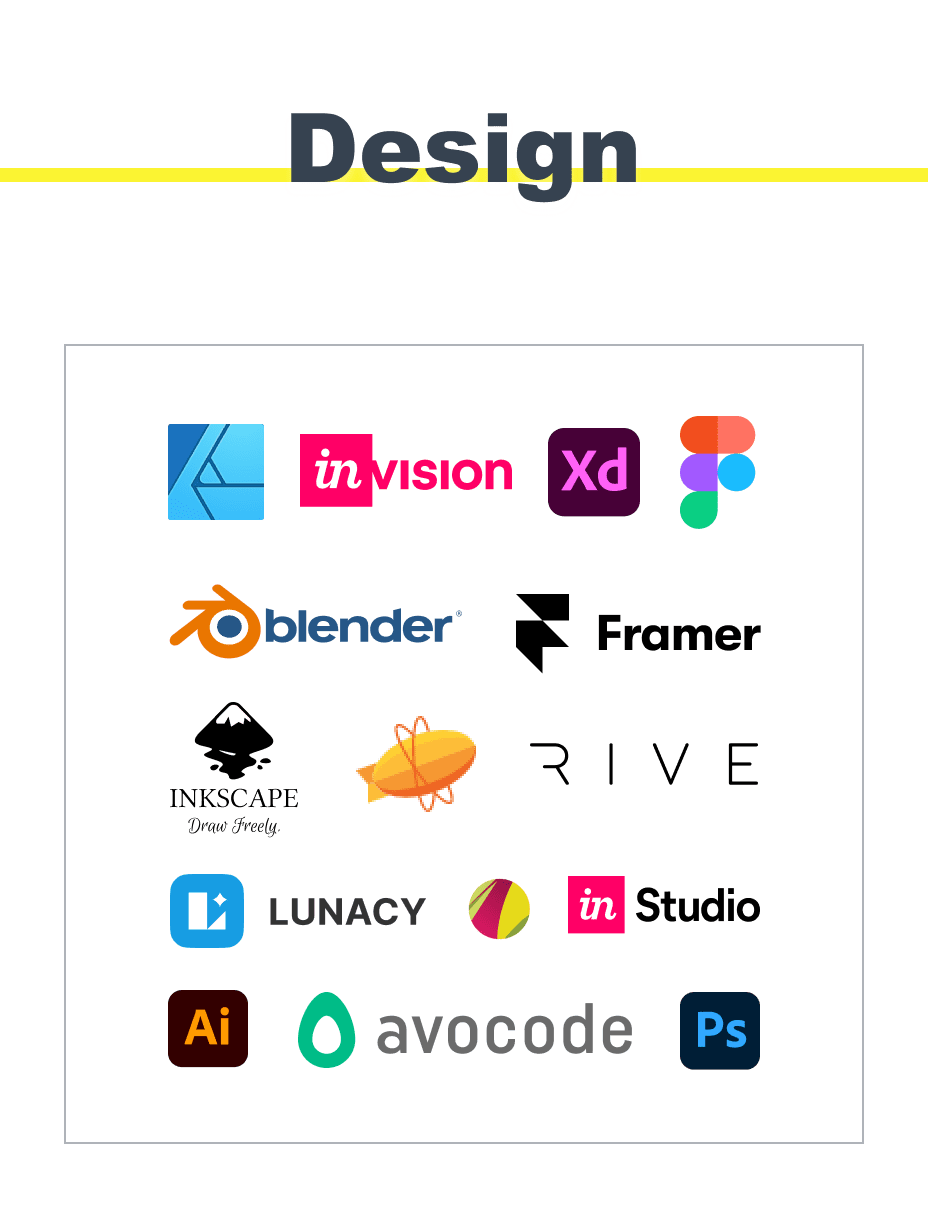 Design
invision Xd
blender®
Framer
INKSCAPE
Draw Freely.
RIVE
LUNACY
in Studio
Ai avocode Ps